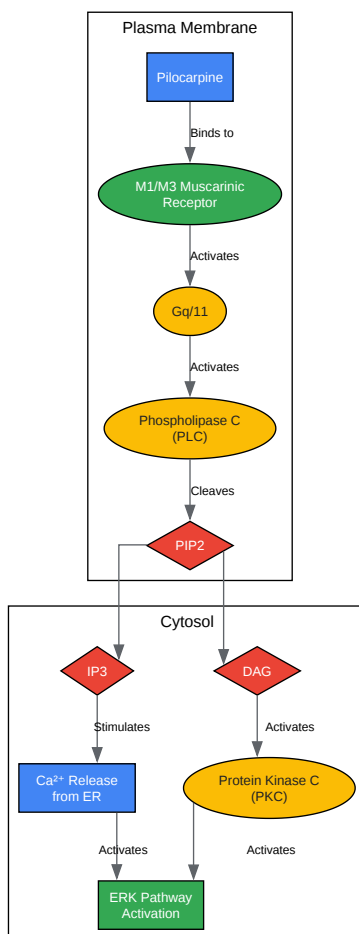 Plasma Membrane
Pilocarpine
Binds to
M1/M3 Muscarinic
Receptor
Activates
Gq/11
Activates
Phospholipase C
(PLC)
Cleaves
PIP2
Cytosol
IP3
DAG
Stimulates
Activates
Ca²⁺ Release
from ER
Protein Kinase C
(PKC)
Activates
Activates
ERK Pathway
Activation